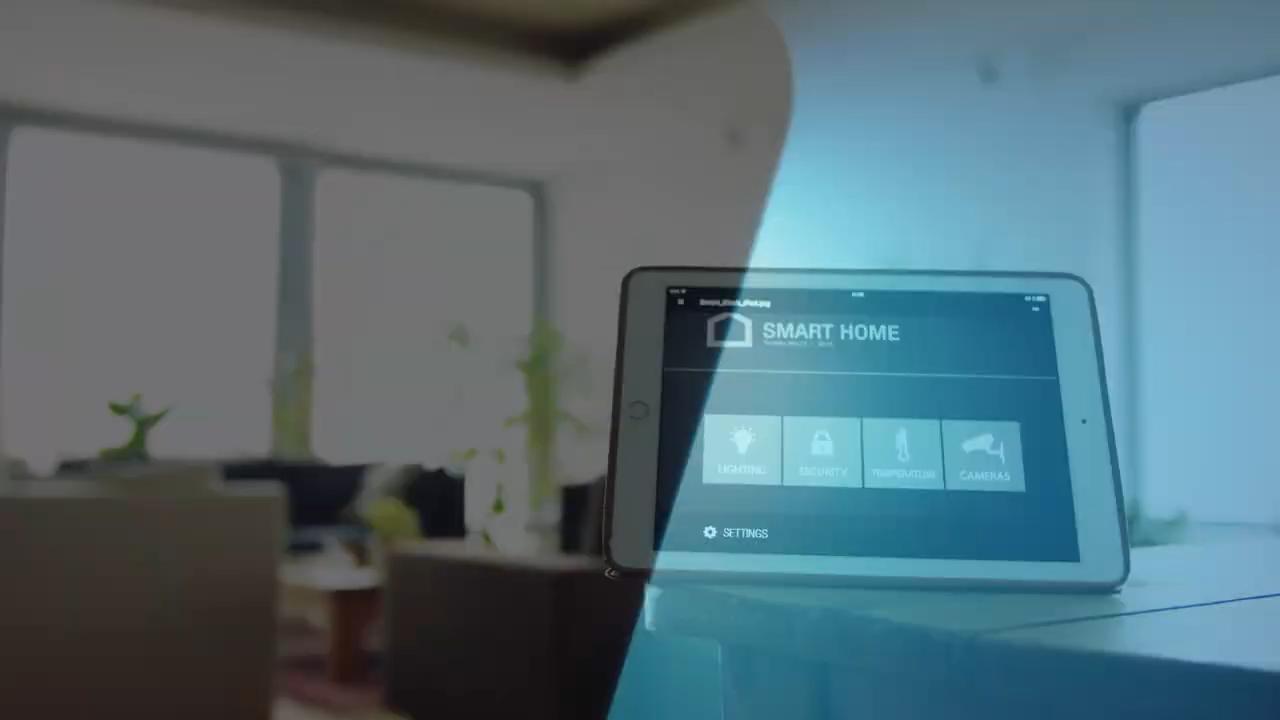 SMART HOME
LIGHTING
SECURITY
TEMPERATURE
CAMERAS
SETTINGS